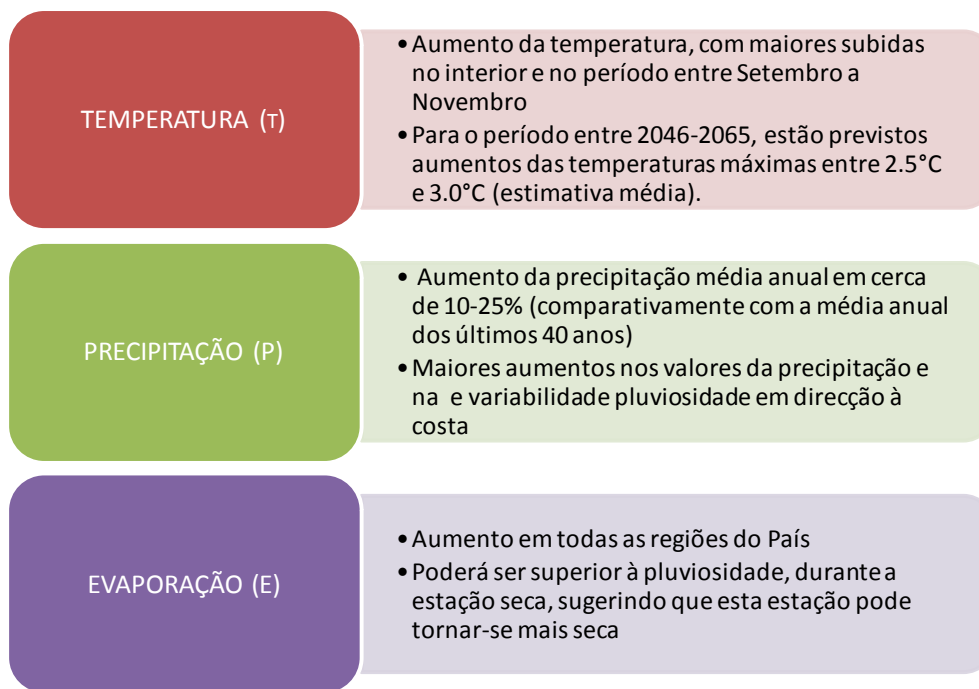 TEMPERATURA (T)
• Aumento da temperatura, com maiores subidas
no interior e no período entre Setembro a
Novembro
• Para o período entre 2046-2065, estão previstos
aumentos das temperaturas máximas entre 2.5°C
e 3.0°C (estimativa média).
PRECIPITAÇÃO (P)
• Aumento da precipitação média anual em cerca
de 10-25% (comparativamente com a média anual
dos últimos 40 anos)
• Maiores aumentos nos valores da precipitação e
na e variabilidade pluviosidade em direcção à
costa
EVAPORAÇÃO (E)
• Aumento em todas as regiões do País
• Poderá ser superior à pluviosidade, durante a
estação seca, sugerindo que esta estação pode
tornar-se mais seca